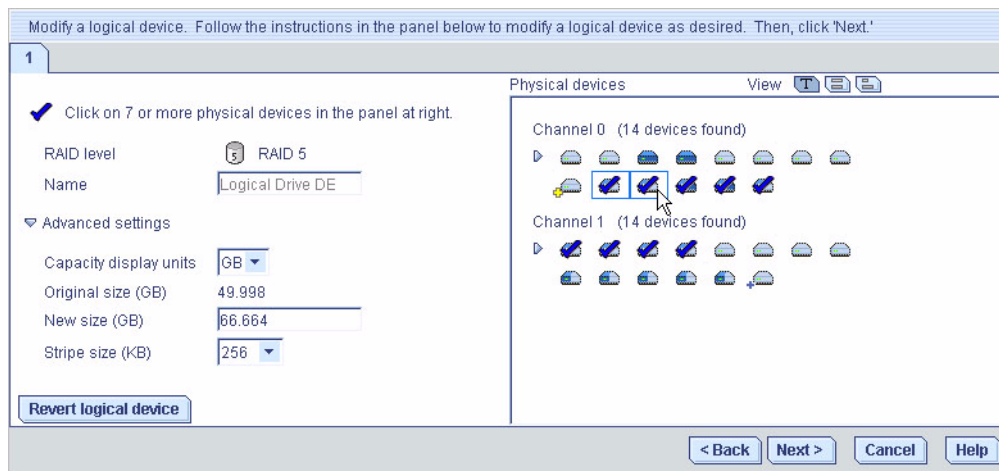 Modify a logical device. Follow the instructions in the panel below to modify a logical device as desired. Then, click 'Next.'
1
Click on 7 or more physical devices in the panel at right.
RAID level 5 RAID 5
Name Logical Drive DE
Advanced settings
Capacity display units GB
Original size (GB) 49.998
New size (GB) 66.664
Stripe size (KB) 256
Revert logical device
Physical devices View T
Channel 0 (14 devices found)
Channel 1 (14 devices found)
< Back Next > Cancel Help